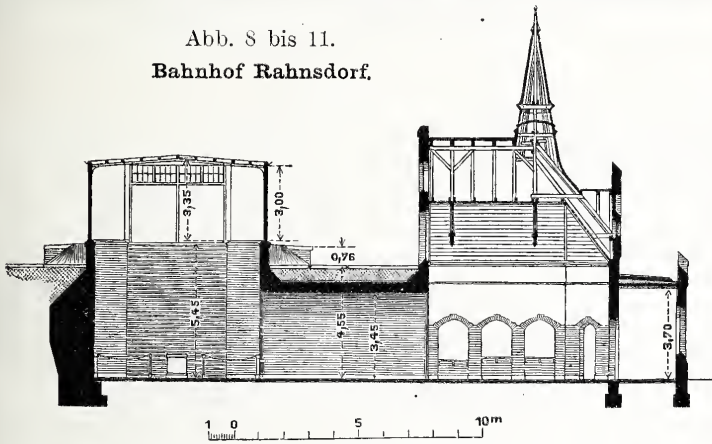 Abb. 8 bis 11.
Bahnhof Rahnsdorf.
3,35
3,00
0,76
5,45
4,55
3,45
3,70
1 0 5 10m